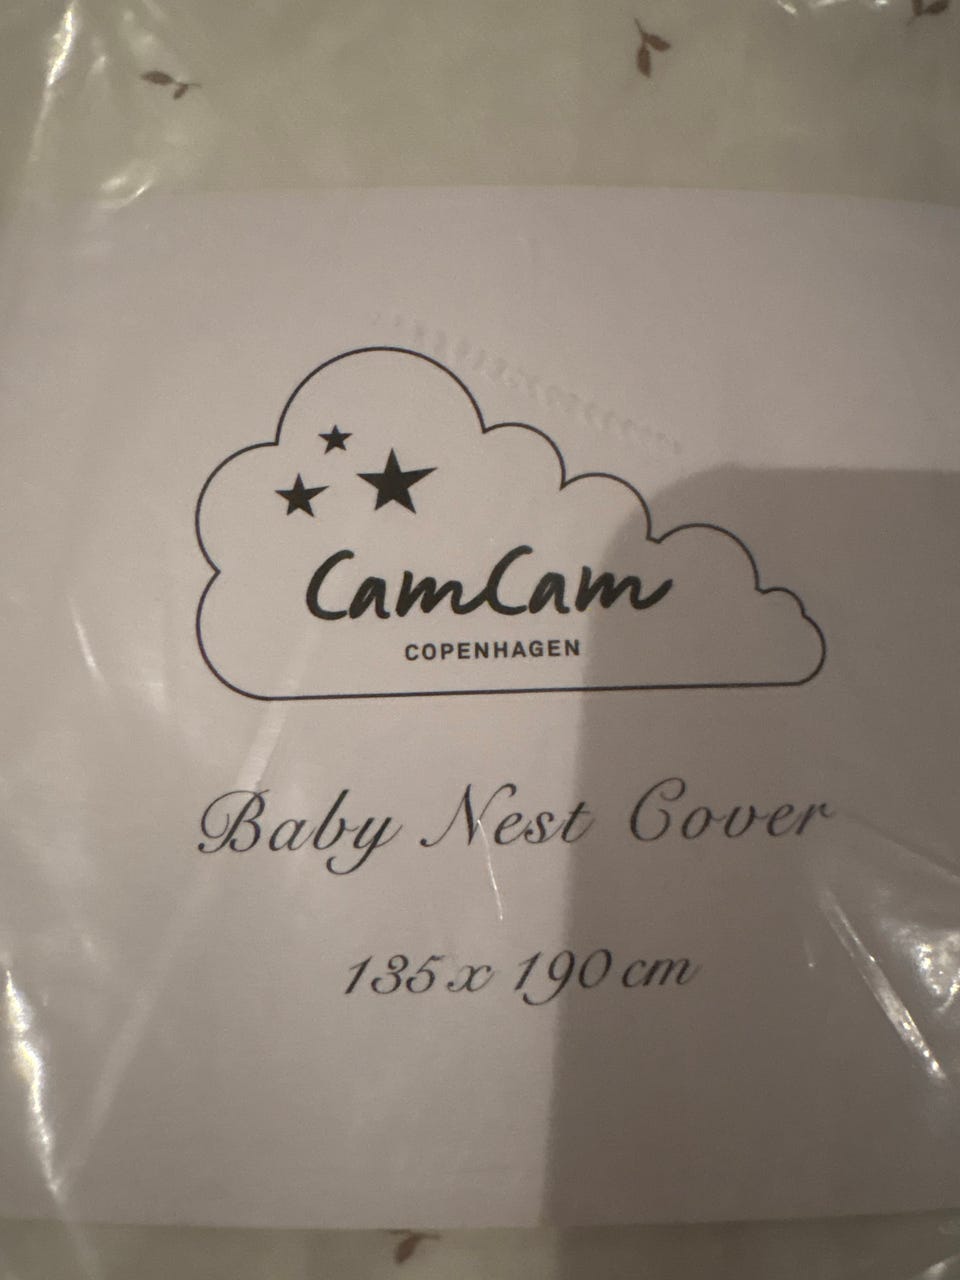 CamCam
COPENHAGEN
Baby Nest Cover
135 x 190 cm